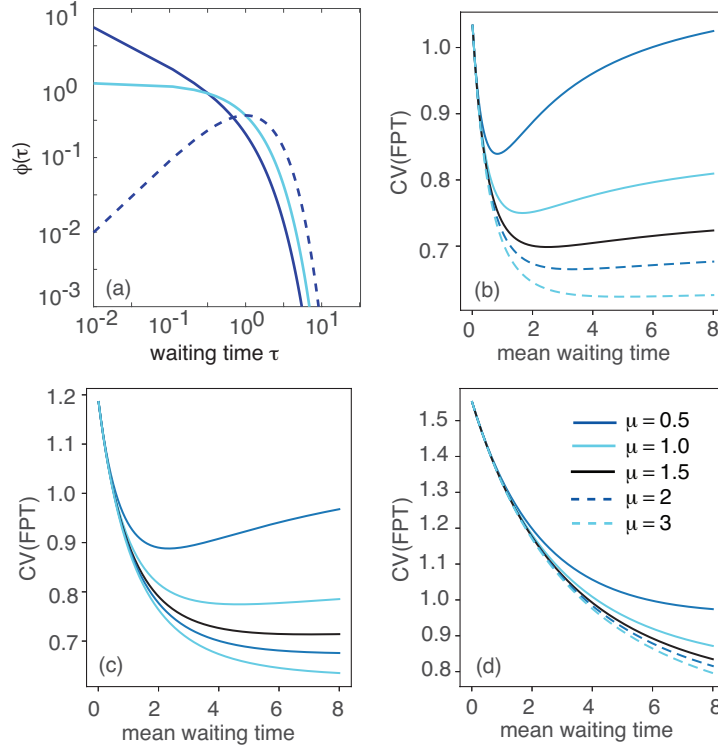 10^1
10^0
10^-1
10^-2
10^-3
φ(τ)
(a)
10^-2 10^-1 10^0 10^1
waiting time τ
1.0
0.9
0.8
0.7
CV(FPT)
(b)
0 2 4 6 8
mean waiting time
1.2
1.1
1.0
0.9
0.8
0.7
CV(FPT)
(c)
0 2 4 6 8
mean waiting time
1.5
1.4
1.3
1.2
1.1
1.0
0.9
0.8
CV(FPT)
μ = 0.5
μ = 1.0
μ = 1.5
μ = 2
μ = 3
(d)
0 2 4 6 8
mean waiting time